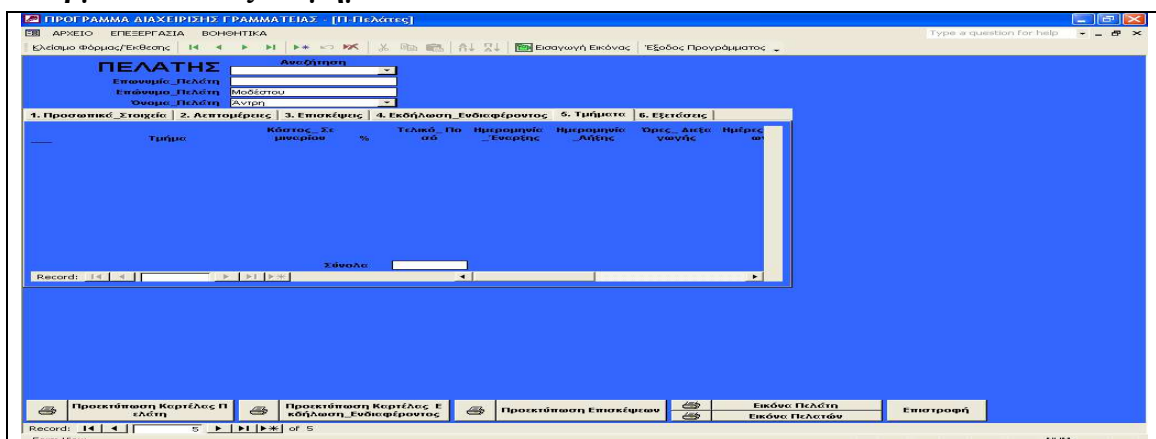 ΠΡΟΓΡΑΜΜΑ ΔΙΑΧΕΙΡΙΣΗΣ ΓΡΑΜΜΑΤΕΙΑΣ - [Π-Πελάτες]
ΑΡΧΕΙΟ ΕΠΕΞΕΡΓΑΣΙΑ ΒΟΗΘΗΤΙΚΑ Type a question for help
Κλείσιμο Φόρμας/Έκθεσης Εισαγωγή Εικόνας Έξοδος Προγράμματος
ΠΕΛΑΤΗΣ Αναζήτηση
Επωνυμία_Πελάτη
Επώνυμο_Πελάτη Μοδέστου
Όνομα_Πελάτη Αντρη
1. Προσωπικά_Στοιχεία 2. Λεπτομέρειες 3. Επισκέψεις 4. Εκδήλωση_Ενδιαφέροντος 5. Τμήματα 6. Εξετάσεις
Κόστος_Σε Τελικό_Πο Ημερομηνία Ημερομηνία Ώρες_Διεξα Ημέρες
Τμήμα μιναρίου % σό _Έναρξης _Λήξης γωγής
Σύνολα
Record:
Προεκτύπωση Καρτέλας Π Προεκτύπωση Καρτέλας Ε Προεκτύπωση Επισκέψεων Εικόνα Πελάτη Επιστροφή
ελάτη κδήλωση_Ενδιαφέροντος Εικόνα Πελατών
Record: 5 of 5